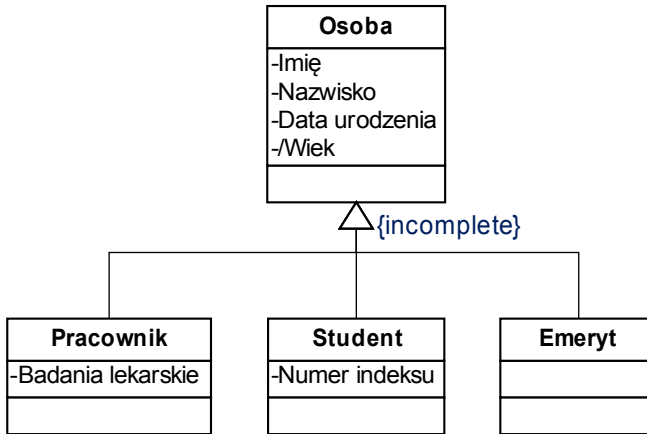 Osoba
-Imię
-Nazwisko
-Data urodzenia
-/Wiek
{incomplete}
Pracownik
-Badania lekarskie
Student
-Numer indeksu
Emeryt